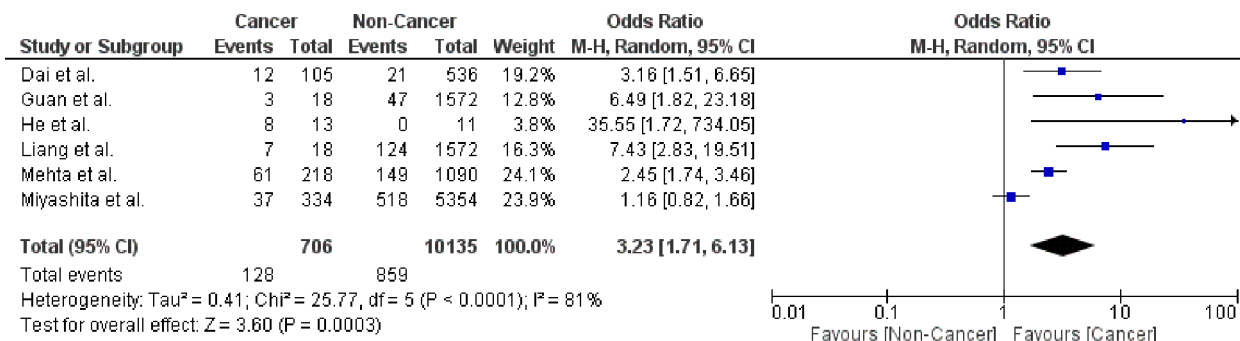 Cancer Non-Cancer Odds Ratio Odds Ratio
Study or Subgroup Events Total Events Total Weight M-H, Random, 95% CI M-H, Random, 95% CI
Dai et al. 12 105 21 536 19.2% 3.16 [1.51, 6.65]
Guan et al. 3 18 47 1572 12.8% 6.49 [1.82, 23.18]
He et al. 8 13 0 11 3.8% 35.55 [1.72, 734.05]
Liang et al. 7 18 124 1572 16.3% 7.43 [2.83, 19.51]
Mehta et al. 61 218 149 1090 24.1% 2.45 [1.74, 3.46]
Miyashita et al. 37 334 518 5354 23.9% 1.16 [0.82, 1.66]
Total (95% CI) 706 10135 100.0% 3.23 [1.71, 6.13]
Total events 128 859
Heterogeneity: Tau² = 0.41; Chi² = 25.77, df = 5 (P < 0.0001); I² = 81%
Test for overall effect: Z = 3.60 (P = 0.0003)
0.01 0.1 1 10 100
Favours [Non-Cancer] Favours [Cancer]